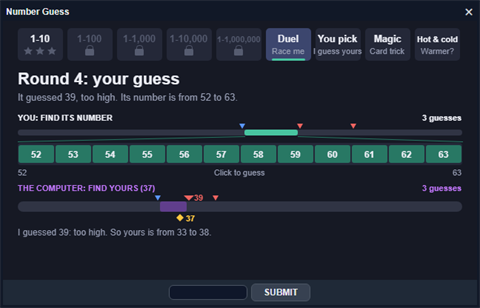 Number Guess
×
1-10 1-100 1-1,000 1-10,000 1-1,000,000 Duel You pick Magic Hot & cold
Race me I guess yours Card trick Warmer?
Round 4: your guess
It guessed 39, too high. Its number is from 52 to 63.
YOU: FIND ITS NUMBER 3 guesses
52 53 54 55 56 57 58 59 60 61 62 63
52 Click to guess 63
THE COMPUTER: FIND YOURS (37) 3 guesses
39
37
I guessed 39: too high. So yours is from 33 to 38.
SUBMIT